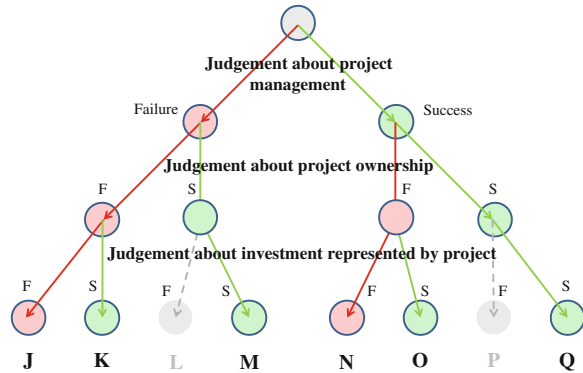 Judgement about project
management
Failure
Success
Judgement about project ownership
F
S
F
S
Judgement about investment represented by project
F
S
F
S
F
S
F
S
J
K
L
M
N
O
P
Q